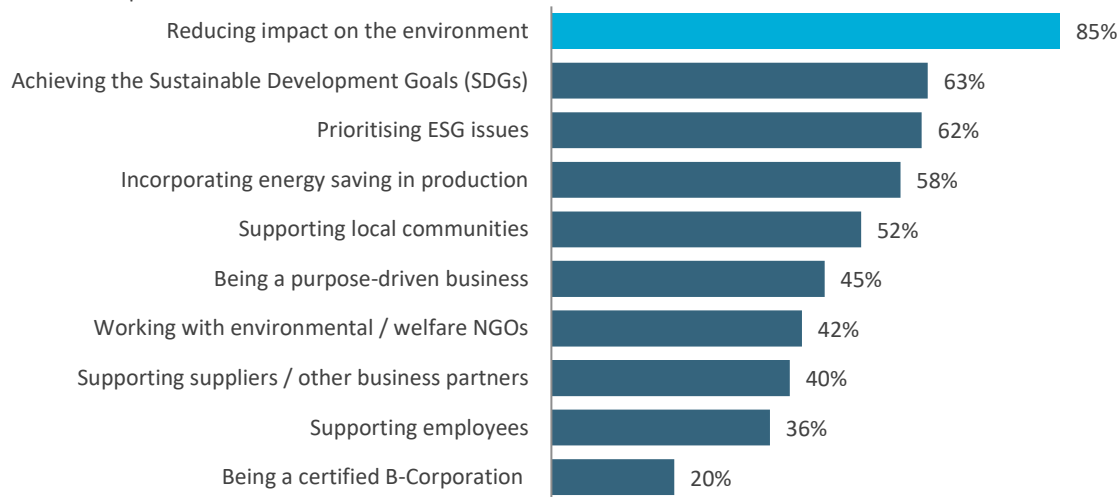 Reducing impact on the environment 85%
Achieving the Sustainable Development Goals (SDGs) 63%
Prioritising ESG issues 62%
Incorporating energy saving in production 58%
Supporting local communities 52%
Being a purpose-driven business 45%
Working with environmental / welfare NGOs 42%
Supporting suppliers / other business partners 40%
Supporting employees 36%
Being a certified B-Corporation 20%